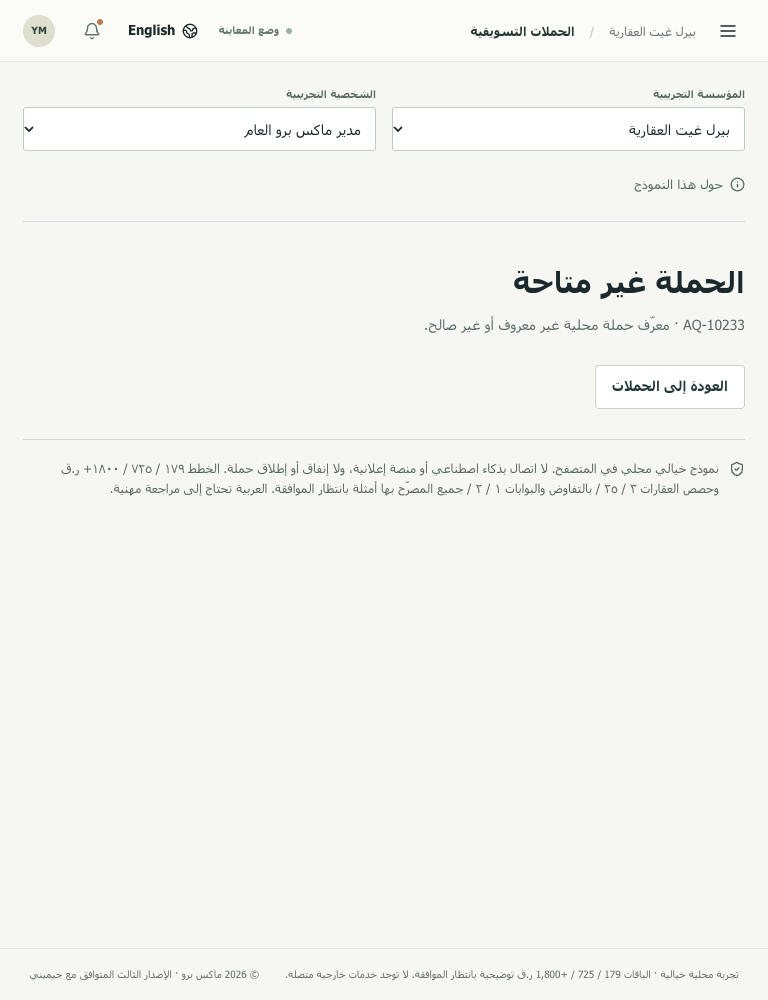 بيرل غيت العقارية / الحملات التسويقية
وضع المعاينة
English
YM
المؤسسة التجريبية
بيرل غيت العقارية
الشخصية التجريبية
مدير ماكس برو العام
حول هذا النموذج
الحملة غير متاحة
AQ-10233 · معرّف حملة محلية غير معروف أو غير صالح.
العودة إلى الحملات
نموذج خيالي محلي في المتصفح. لا اتصال بذكاء اصطناعي أو منصة إعلانية، ولا إنفاق أو إطلاق حملة. الخطط ١٧٩ / ٧٢٥ / ١٨٠٠+ ر.ق
وحصص العقارات ٣ / ٢٥ / بالتفاوض والبوابات ١ / ٢ / جميع المصرّح بها أمثلة بانتظار الموافقة. العربية تحتاج إلى مراجعة مهنية.
تجربة محلية خيالية · الباقات 179 / 725 / +1,800 ر.ق توضيحية بانتظار الموافقة. لا توجد خدمات خارجية متصلة.
© 2026 ماكس برو · الإصدار الثالث المتوافق مع جيميني